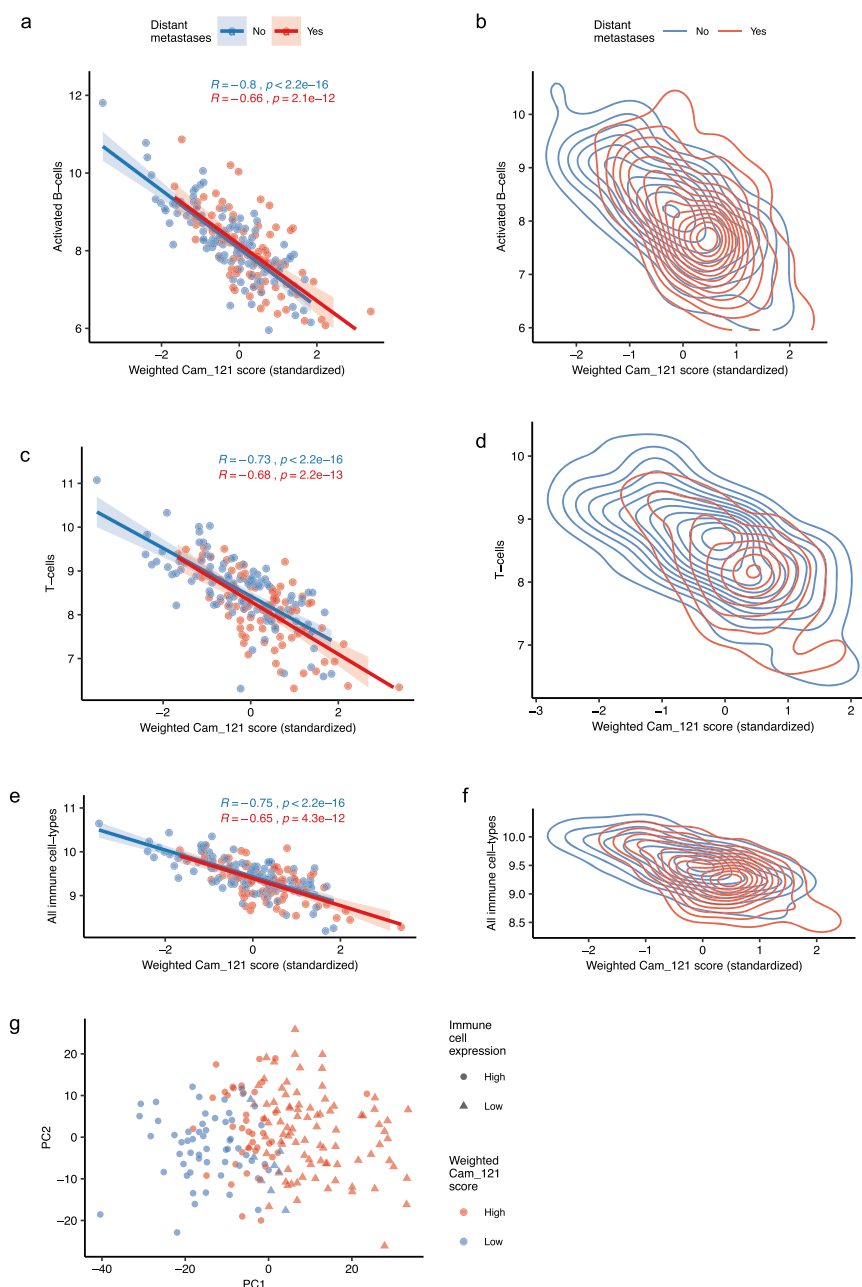 a
Distant
metastases
No
Yes
R = −0.8 , p < 2.2e−16
R = −0.66 , p = 2.1e−12
12
10
8
6
Activated B−cells
−2
0
2
Weighted Cam_121 score (standardized)
b
Distant
metastases
No
Yes
10
9
8
7
6
Activated B−cells
−2
−1
0
1
2
Weighted Cam_121 score (standardized)
c
R = −0.73 , p < 2.2e−16
R = −0.68 , p = 2.2e−13
11
10
9
8
7
T−cells
−2
0
2
Weighted Cam_121 score (standardized)
d
10
9
8
7
T−cells
−3
−2
−1
0
1
2
Weighted Cam_121 score (standardized)
e
R = −0.75 , p < 2.2e−16
R = −0.65 , p = 4.3e−12
11
10
9
All immune cell−types
−2
0
2
Weighted Cam_121 score (standardized)
f
10.0
9.5
9.0
8.5
All immune cell−types
−2
−1
0
1
2
Weighted Cam_121 score (standardized)
g
20
10
0
−10
−20
PC2
−40
−20
0
20
PC1
Immune
cell
expression
High
Low
Weighted
Cam_121
score
High
Low